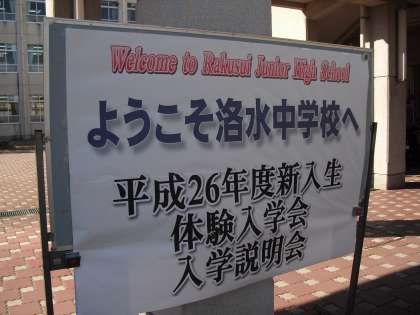 Welcome to Rakusui Junior High School
ようこそ洛水中学校へ
平成26年度新入生
体験入学会
入学説明会